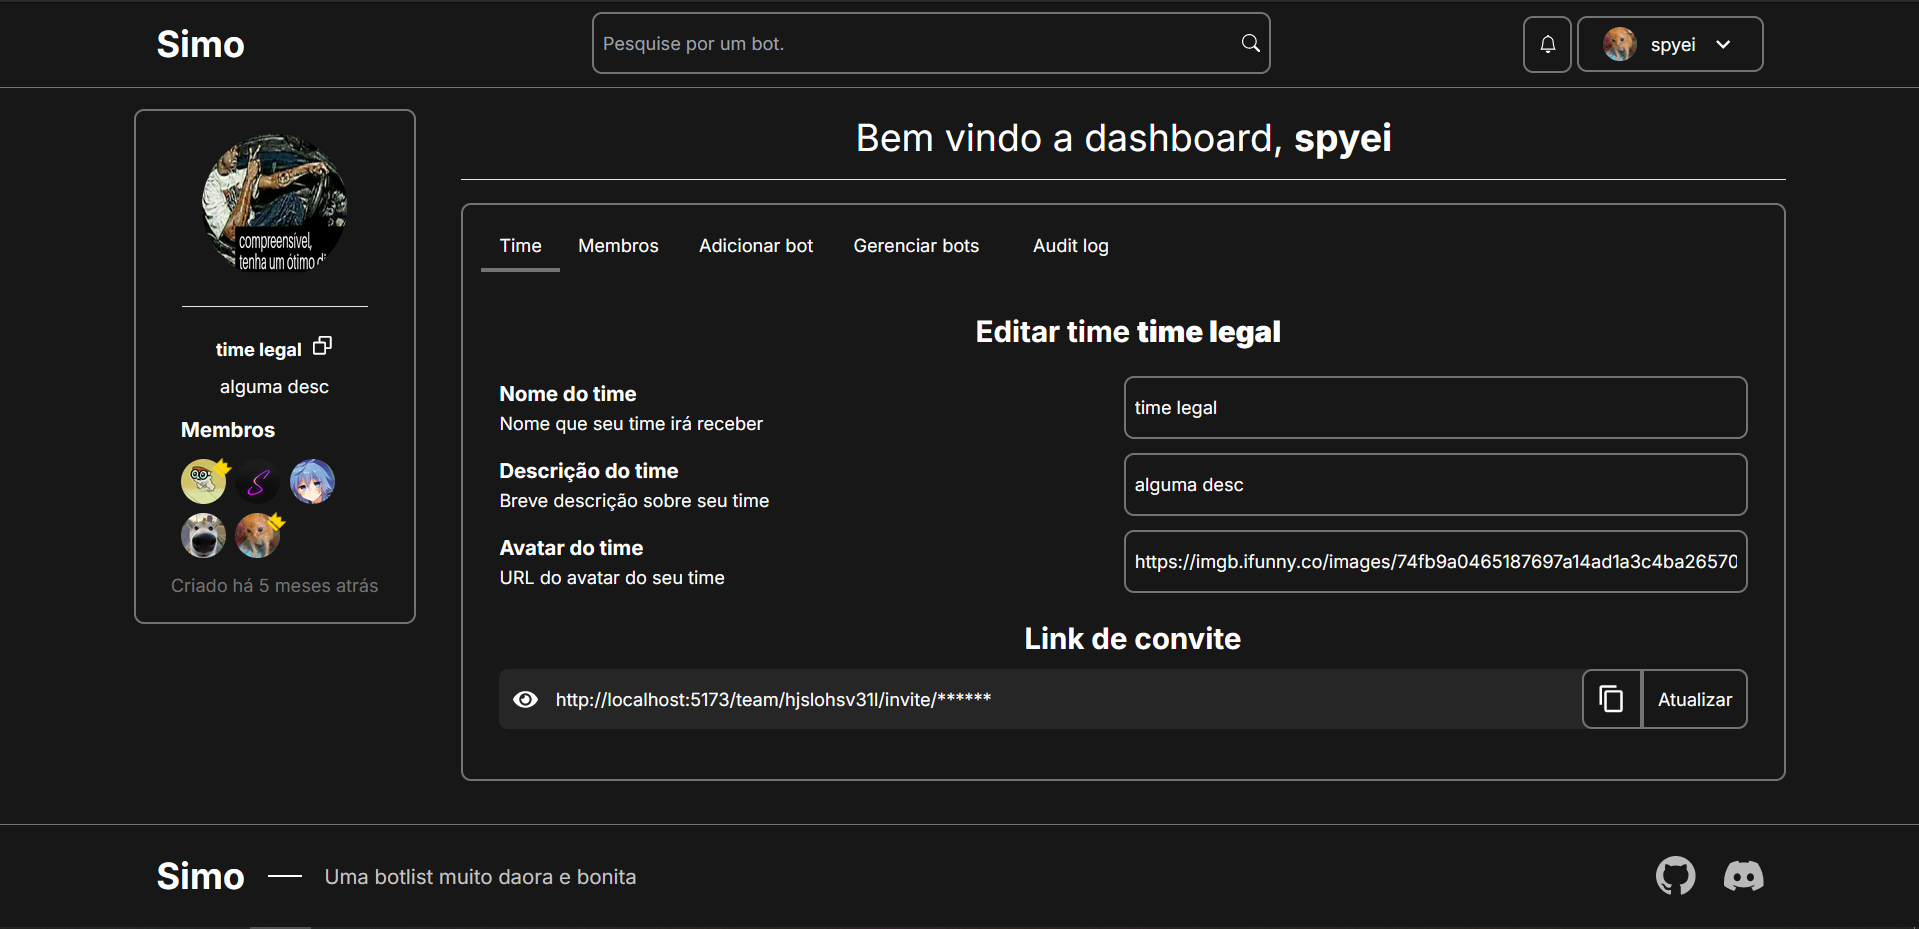 Simo
Pesquise por um bot.
spyei
compreensível,
tenha um ótimo di
time legal
alguma desc
Membros
Criado há 5 meses atrás
Bem vindo a dashboard, spyei
Time Membros Adicionar bot Gerenciar bots Audit log
Editar time time legal
Nome do time
Nome que seu time irá receber
time legal
Descrição do time
Breve descrição sobre seu time
alguma desc
Avatar do time
URL do avatar do seu time
https://imgb.ifunny.co/images/74fb9a0465187697a14ad1a3c4ba26570
Link de convite
http://localhost:5173/team/hjslohsv31l/invite/******
Atualizar
Simo — Uma botlist muito daora e bonita